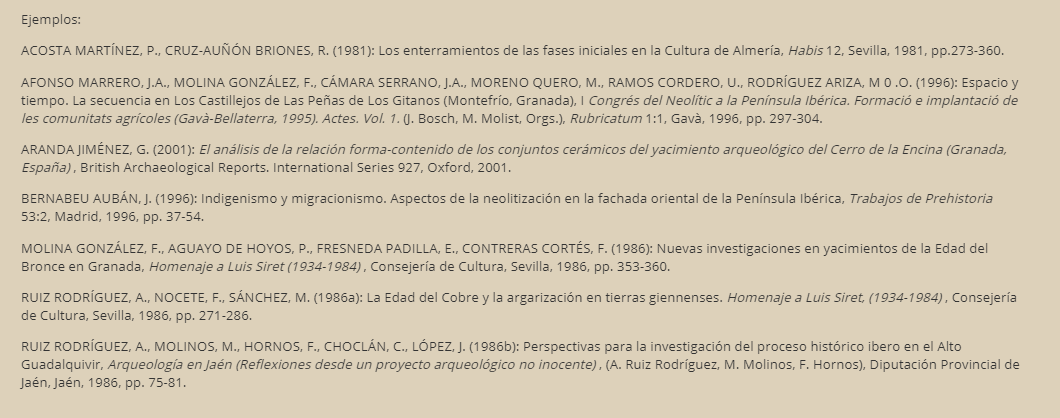 Ejemplos:
ACOSTA MARTÍNEZ, P., CRUZ-AUÑÓN BRIONES, R. (1981): Los enterramientos de las fases iniciales en la Cultura de Almería, Habis 12, Sevilla, 1981, pp.273-360.
AFONSO MARRERO, J.A., MOLINA GONZÁLEZ, F., CÁMARA SERRANO, J.A., MORENO QUERO, M., RAMOS CORDERO, U., RODRÍGUEZ ARIZA, M 0 .O. (1996): Espacio y
tiempo. La secuencia en Los Castillejos de Las Peñas de Los Gitanos (Montefrío, Granada), I Congrés del Neolític a la Península Ibérica. Formació e implantació de
les comunitats agrícoles (Gavà-Bellaterra, 1995). Actes. Vol. 1. (J. Bosch, M. Molist, Orgs.), Rubricatum 1:1, Gavà, 1996, pp. 297-304.
ARANDA JIMÉNEZ, G. (2001): El análisis de la relación forma-contenido de los conjuntos cerámicos del yacimiento arqueológico del Cerro de la Encina (Granada,
España) , British Archaeological Reports. International Series 927, Oxford, 2001.
BERNABEU AUBÁN, J. (1996): Indigenismo y migracionismo. Aspectos de la neolitización en la fachada oriental de la Península Ibérica, Trabajos de Prehistoria
53:2, Madrid, 1996, pp. 37-54.
MOLINA GONZÁLEZ, F., AGUAYO DE HOYOS, P., FRESNEDA PADILLA, E., CONTRERAS CORTÉS, F. (1986): Nuevas investigaciones en yacimientos de la Edad del
Bronce en Granada, Homenaje a Luis Siret (1934-1984) , Consejería de Cultura, Sevilla, 1986, pp. 353-360.
RUIZ RODRÍGUEZ, A., NOCETE, F., SÁNCHEZ, M. (1986a): La Edad del Cobre y la argarización en tierras giennenses. Homenaje a Luis Siret, (1934-1984) , Consejería
de Cultura, Sevilla, 1986, pp. 271-286.
RUIZ RODRÍGUEZ, A., MOLINOS, M., HORNOS, F., CHOCLÁN, C., LÓPEZ, J. (1986b): Perspectivas para la investigación del proceso histórico ibero en el Alto
Guadalquivir, Arqueología en Jaén (Reflexiones desde un proyecto arqueológico no inocente) , (A. Ruiz Rodríguez, M. Molinos, F. Hornos), Diputación Provincial de
Jaén, Jaén, 1986, pp. 75-81.